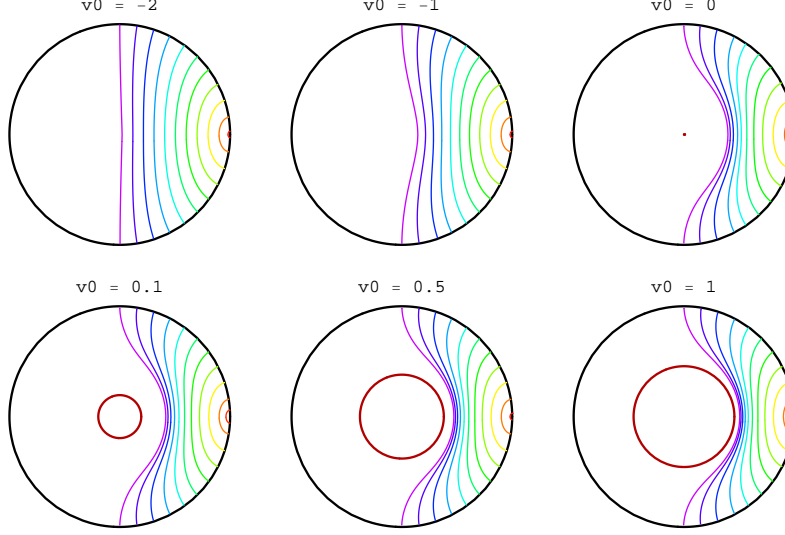 v0 = -2
v0 = -1
v0 = 0
v0 = 0.1
v0 = 0.5
v0 = 1